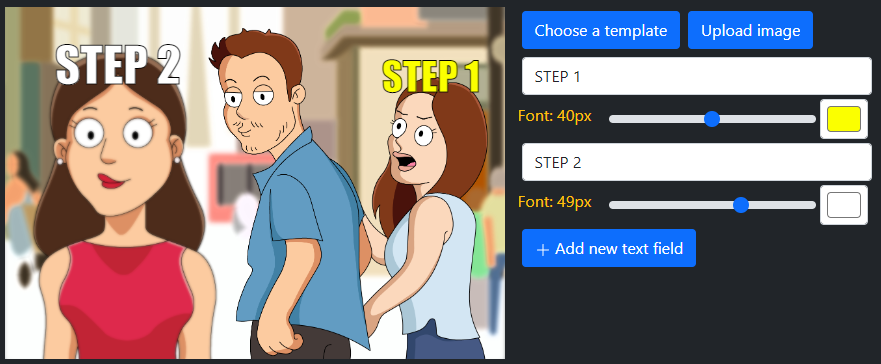 STEP 2
STEP 1
Choose a template
Upload image
STEP 1
Font: 40px
STEP 2
Font: 49px
+ Add new text field